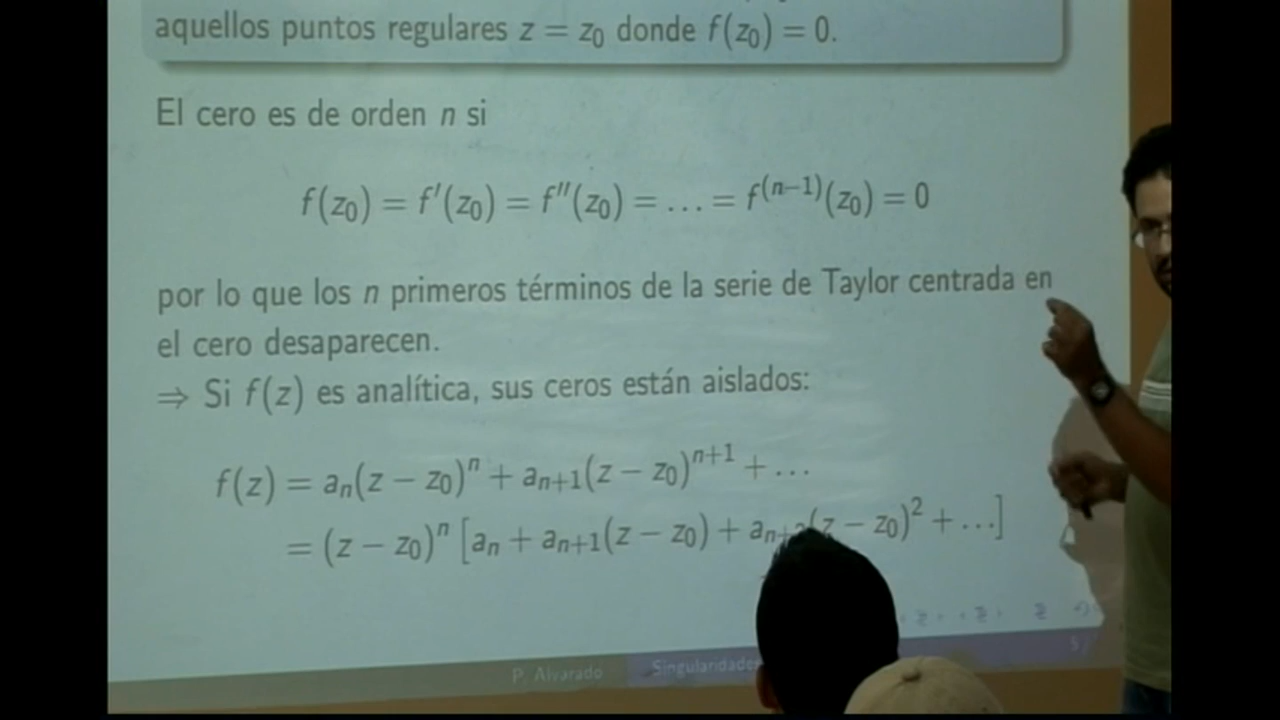 aquellos puntos regulares z = z₀ donde f(z₀) = 0.
El cero es de orden n si
f(z₀) = f′(z₀) = f″(z₀) = ... = f⁽ⁿ⁻¹⁾(z₀) = 0
por lo que los n primeros términos de la serie de Taylor centrada en
el cero desaparecen.
⇒ Si f(z) es analítica, sus ceros están aislados:
f(z) = aₙ(z − z₀)ⁿ + aₙ₊₁(z − z₀)ⁿ⁺¹ + ...
= (z − z₀)ⁿ [aₙ + aₙ₊₁(z − z₀) + aₙ₊₂(z − z₀)² + ...]
P. Alvarado Singularidades 5/